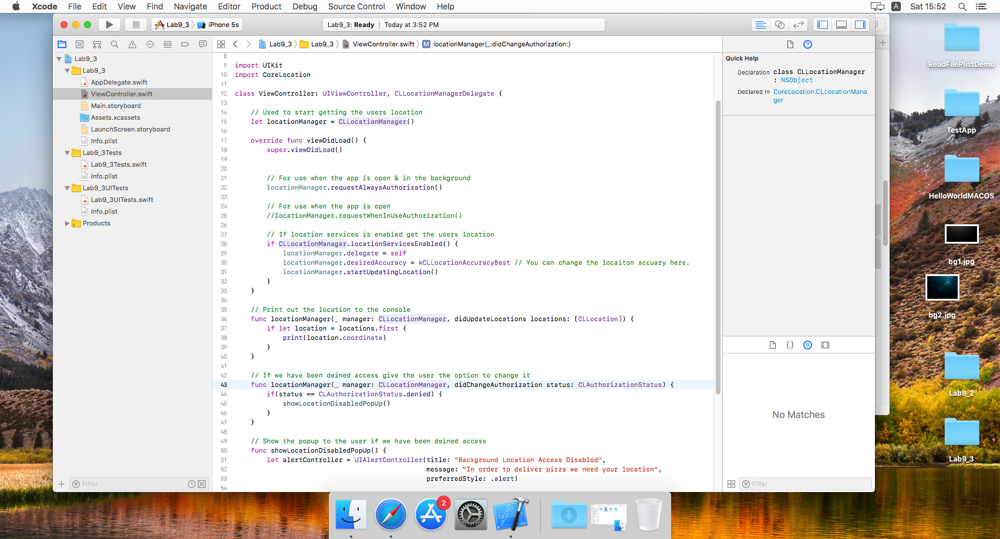 Xcode File Edit View Find Navigate Editor Product Debug Source Control Window Help
A Sat 15:52
Lab9_3 iPhone 5s
Lab9_3: Ready Today at 3:52 PM
Lab9_3 Lab9_3 ViewController.swift M locationManager(_:didChangeAuthorization:)
Lab9_3
Lab9_3
AppDelegate.swift
ViewController.swift
Main.storyboard
Assets.xcassets
LaunchScreen.storyboard
Info.plist
Lab9_3Tests
Lab9_3Tests.swift
Info.plist
Lab9_3UITests
Lab9_3UITests.swift
Info.plist
Products
Filter
8
9 import UIKit
10 import CoreLocation
11
12 class ViewController: UIViewController, CLLocationManagerDelegate {
13
14 // Used to start getting the users location
15 let locationManager = CLLocationManager()
16
17 override func viewDidLoad() {
18 super.viewDidLoad()
19
20
21 // For use when the app is open & in the background
22 locationManager.requestAlwaysAuthorization()
23
24 // For use when the app is open
25 //locationManager.requestWhenInUseAuthorization()
26
27 // If location services is enabled get the users location
28 if CLLocationManager.locationServicesEnabled() {
29 locationManager.delegate = self
30 locationManager.desiredAccuracy = kCLLocationAccuracyBest // You can change the locaiton accuary here.
31 locationManager.startUpdatingLocation()
32 }
33 }
34
35 // Print out the location to the console
36 func locationManager(_ manager: CLLocationManager, didUpdateLocations locations: [CLLocation]) {
37 if let location = locations.first {
38 print(location.coordinate)
39 }
40 }
41
42 // If we have been deined access give the user the option to change it
43 func locationManager(_ manager: CLLocationManager, didChangeAuthorization status: CLAuthorizationStatus) {
44 if(status == CLAuthorizationStatus.denied) {
45 showLocationDisabledPopUp()
46 }
47 }
48
49 // Show the popup to the user if we have been deined access
50 func showLocationDisabledPopUp() {
51 let alertController = UIAlertController(title: "Background Location Access Disabled",
52 message: "In order to deliver pizza we need your location",
53 preferredStyle: .alert)
54
Quick Help
Declaration class CLLocationManager
: NSObject
Declared In CoreLocation.CLLocationMana
ger
No Matches
Filter
ReadFilePlistDemo
TestApp
HelloWorldMACOS
bg1.jpg
bg2.jpg
Lab9_2
Lab9_3
2